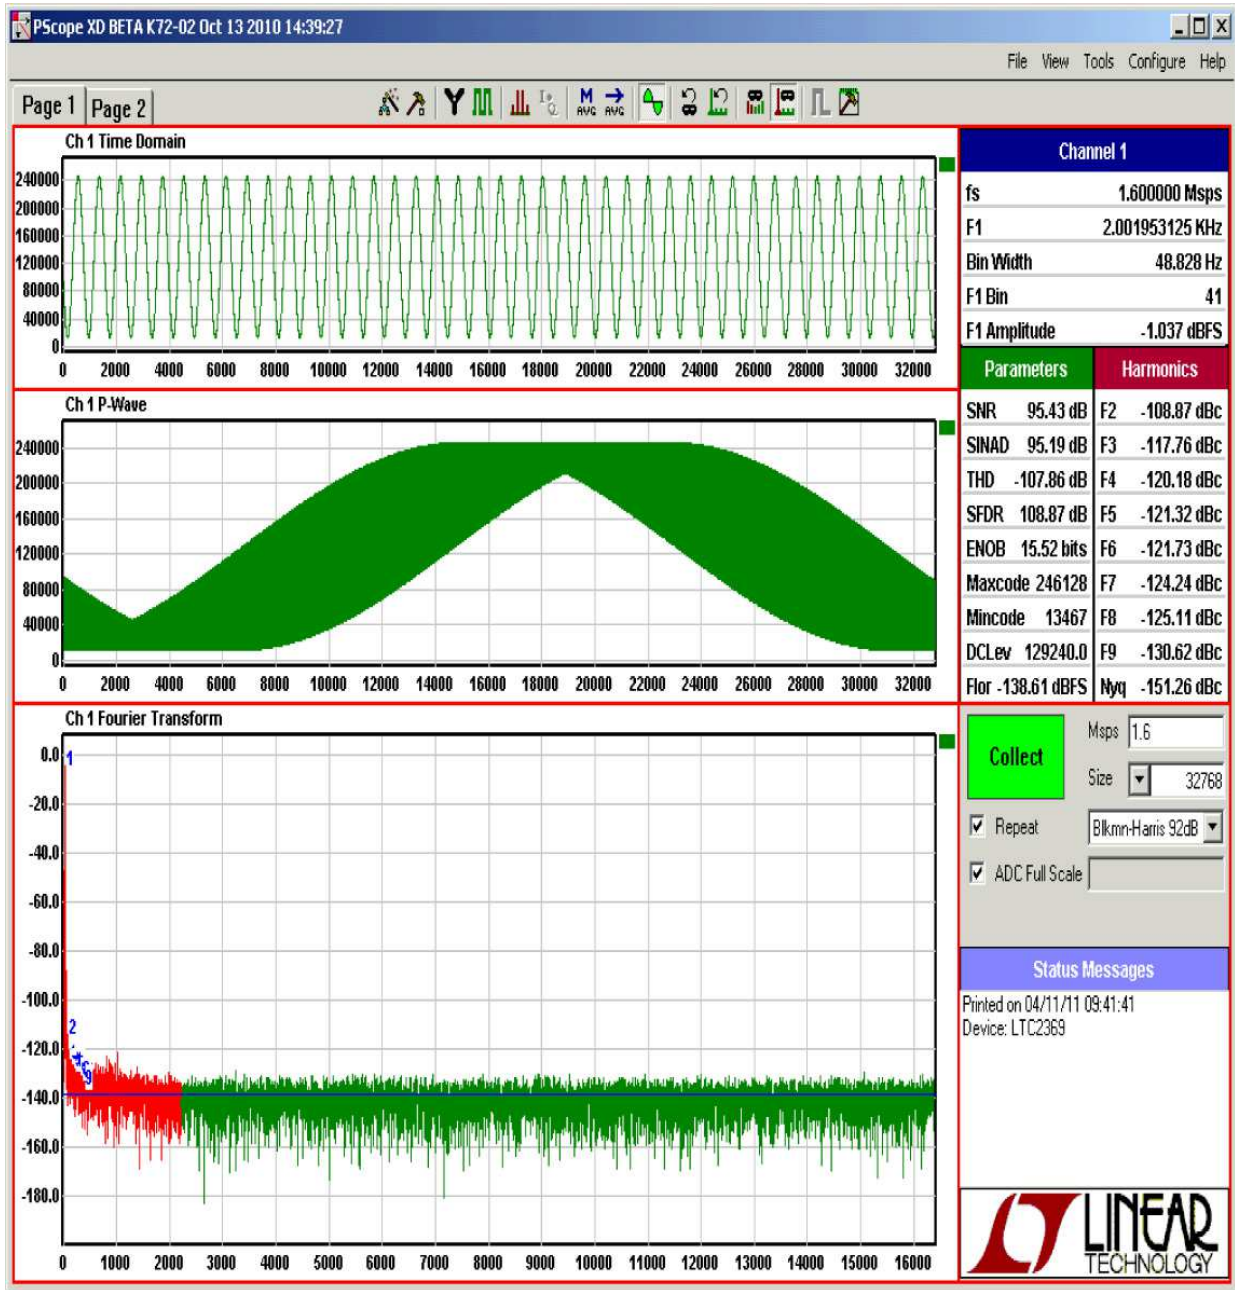 PScope XD BETA K72-02 Oct 13 2010 14:39:27
File View Tools Configure Help
Page 1 Page 2
M AVG AVG
Ch 1 Time Domain
240000
200000
160000
120000
80000
40000
0
0 2000 4000 6000 8000 10000 12000 14000 16000 18000 20000 22000 24000 26000 28000 30000 32000
Ch 1 P-Wave
240000
200000
160000
120000
80000
40000
0
0 2000 4000 6000 8000 10000 12000 14000 16000 18000 20000 22000 24000 26000 28000 30000 32000
Ch 1 Fourier Transform
0.0
-20.0
-40.0
-60.0
-80.0
-100.0
-120.0
-140.0
-160.0
-180.0
1
2
9
0 1000 2000 3000 4000 5000 6000 7000 8000 9000 10000 11000 12000 13000 14000 15000 16000
Channel 1
fs 1.600000 Msps
F1 2.001953125 KHz
Bin Width 48.828 Hz
F1 Bin 41
F1 Amplitude -1.037 dBFS
Parameters Harmonics
SNR 95.43 dB F2 -108.87 dBc
SINAD 95.19 dB F3 -117.76 dBc
THD -107.86 dB F4 -120.18 dBc
SFDR 108.87 dB F5 -121.32 dBc
ENOB 15.52 bits F6 -121.73 dBc
Maxcode 246128 F7 -124.24 dBc
Mincode 13467 F8 -125.11 dBc
DCLev 129240.0 F9 -130.62 dBc
Flor -138.61 dBFS Nyq -151.26 dBc
Collect
Msps 1.6
Size 32768
Repeat Blkmn-Harris 92dB
ADC Full Scale
Status Messages
Printed on 04/11/11 09:41:41
Device: LTC2369
LINEAR
TECHNOLOGY